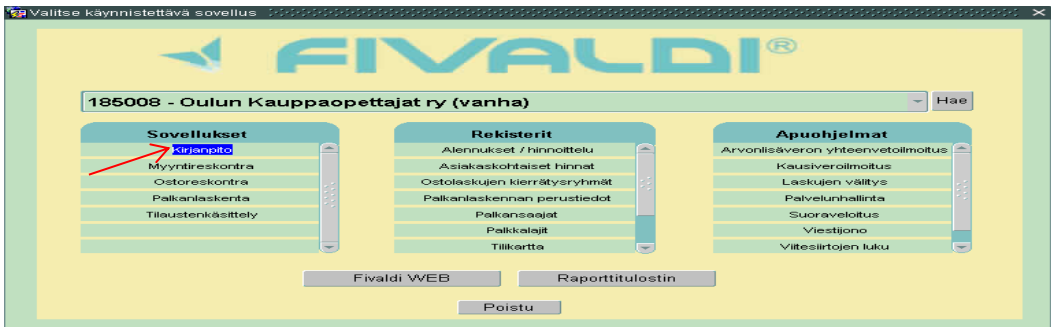 Valitse käynnistettävä sovellus
FIVALDI®
185008 - Oulun Kauppaopettajat ry (vanha)
Hae
Sovellukset
Kirjanpito
Myyntireskontra
Ostoreskontra
Palkanlaskenta
Tilaustenkäsittely
Rekisterit
Alennukset / hinnoittelu
Asiakaskohtaiset hinnat
Ostolaskujen kierrätysryhmät
Palkanlaskennan perustiedot
Palkansaajat
Palkkalajit
Tilikartta
Apuohjelmat
Arvonlisäveron yhteenvetoilmoitus
Kausiveroilmoitus
Laskujen välitys
Palvelunhallinta
Suoraveloitus
Viestijono
Viitesiirtojen luku
Fivaldi WEB
Raporttitulostin
Poistu